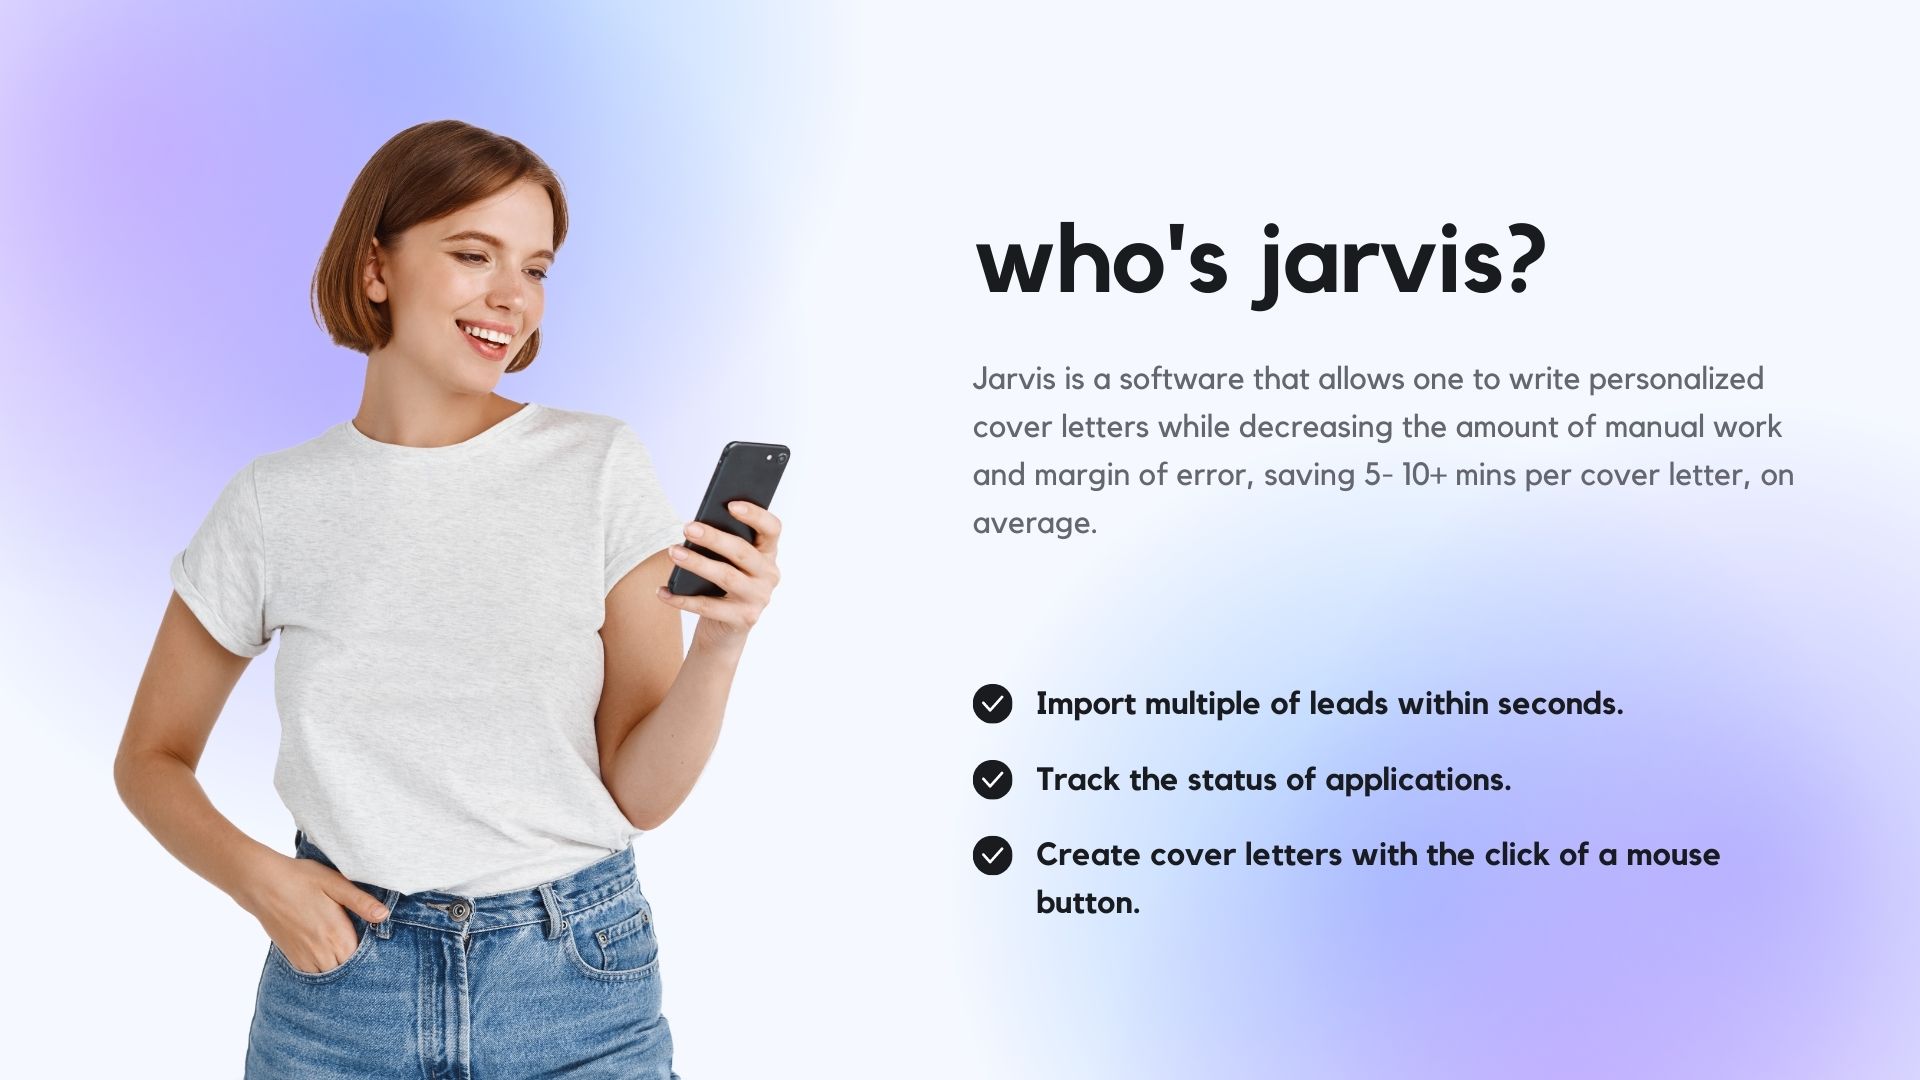 who's jarvis?
Jarvis is a software that allows one to write personalized
cover letters while decreasing the amount of manual work
and margin of error, saving 5- 10+ mins per cover letter, on
average.
Import multiple of leads within seconds.
Track the status of applications.
Create cover letters with the click of a mouse
button.